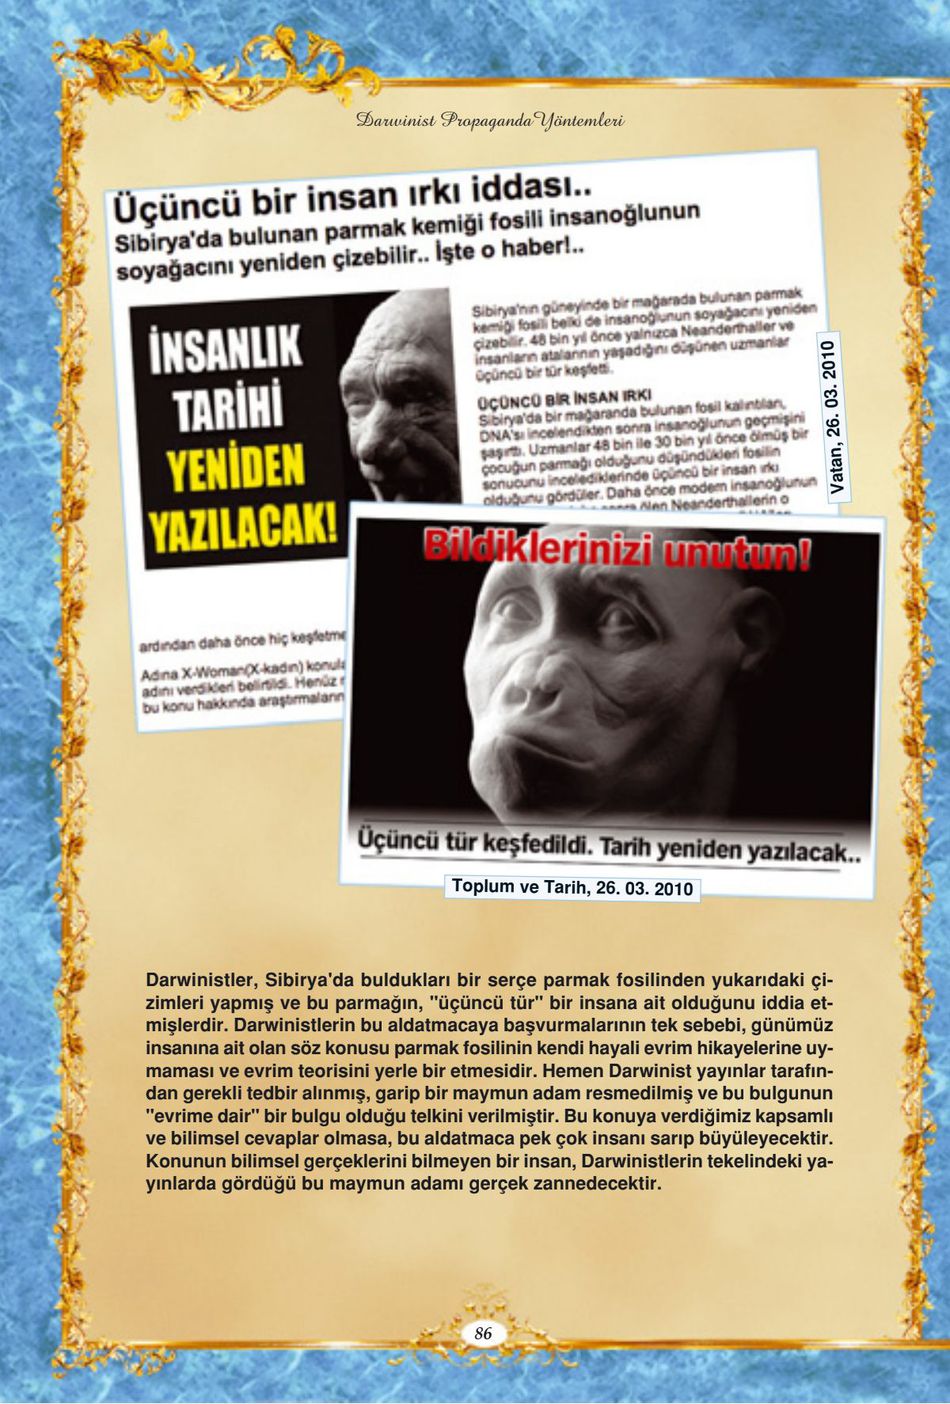 Darwinist Propaganda Yöntemleri
Üçüncü bir insan ırkı iddası..
Sibirya'da bulunan parmak kemiği fosili insanoğlunun
soyağacını yeniden çizebilir.. İşte o haber!..
İNSANLIK
TARİHİ
YENİDEN
YAZILACAK!
Sibirya'nın güneyinde bir mağarada bulunan parmak
kemiği fosili belki de insanoğlunun soyağacını yeniden
çizebilir. 48 bin yıl önce yalnızca Neanderthaller ve
insanların atalarının yaşadığını düşünen uzmanlar
üçüncü bir tür keşfetti.
ÜÇÜNCÜ BİR İNSAN IRKI
Sibirya'da bir mağaranda bulunan fosil kalıntıları,
DNA'sı incelendikten sonra insanoğlunun geçmişini
şaşırttı. Uzmanlar 48 bin ile 30 bin yıl önce ölmüş bir
çocuğun parmağı olduğunu düşündükleri fosilin
sonucunu incelediklerinde üçüncü bir insan ırkı
olduğunu gördüler. Daha önce modern insanoğlunun
sonra ölen Neanderthallerin o
ardından daha önce hiç keşfetme
Adına X-Woman(X-kadın) konula
adını verdikleri belirtildi. Henüz
bu konu hakkında araştırmaların
Vatan, 26. 03. 2010
Bildiklerinizi unutun!
Üçüncü tür keşfedildi. Tarih yeniden yazılacak..
Toplum ve Tarih, 26. 03. 2010
Darwinistler, Sibirya'da buldukları bir serçe parmak fosilinden yukarıdaki çi-
zimleri yapmış ve bu parmağın, "üçüncü tür" bir insana ait olduğunu iddia et-
mişlerdir. Darwinistlerin bu aldatmacaya başvurmalarının tek sebebi, günümüz
insanına ait olan söz konusu parmak fosilinin kendi hayali evrim hikayelerine uy-
maması ve evrim teorisini yerle bir etmesidir. Hemen Darwinist yayınlar tarafın-
dan gerekli tedbir alınmış, garip bir maymun adam resmedilmiş ve bu bulgunun
"evrime dair" bir bulgu olduğu telkini verilmiştir. Bu konuya verdiğimiz kapsamlı
ve bilimsel cevaplar olmasa, bu aldatmaca pek çok insanı sarıp büyüleyecektir.
Konunun bilimsel gerçeklerini bilmeyen bir insan, Darwinistlerin tekelindeki ya-
yınlarda gördüğü bu maymun adamı gerçek zannedecektir.
86